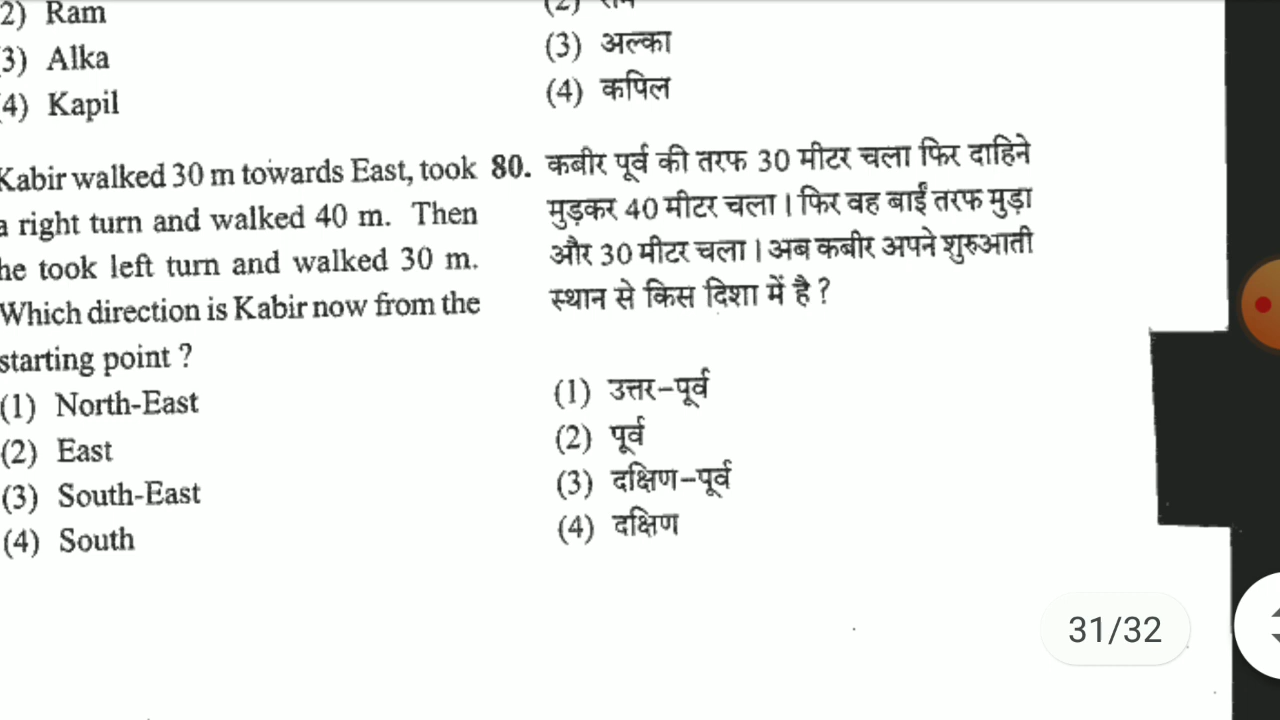 2) Ram
3) Alka
4) Kapil
(3) अल्का
(4) कपिल
Kabir walked 30 m towards East, took
a right turn and walked 40 m. Then
he took left turn and walked 30 m.
Which direction is Kabir now from the
starting point ?
(1) North-East
(2) East
(3) South-East
(4) South
80. कबीर पूर्व की तरफ 30 मीटर चला फिर दाहिने
मुड़कर 40 मीटर चला । फिर वह बाईं तरफ मुड़ा
और 30 मीटर चला । अब कबीर अपने शुरुआती
स्थान से किस दिशा में है ?
(1) उत्तर-पूर्व
(2) पूर्व
(3) दक्षिण-पूर्व
(4) दक्षिण
31/32